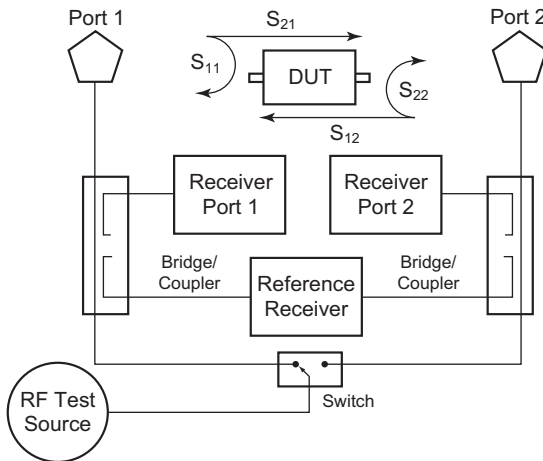 Port 1
Port 2
S21
S11
DUT
S22
S12
Receiver
Port 1
Receiver
Port 2
Bridge/
Coupler
Reference
Receiver
Bridge/
Coupler
RF Test
Source
Switch